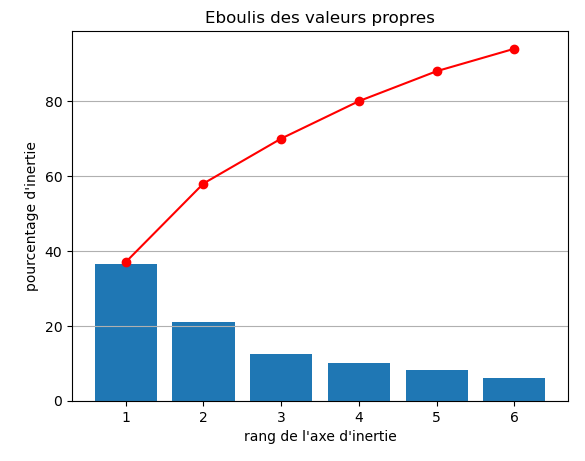 Eboulis des valeurs propres
pourcentage d'inertie
80
60
40
20
0
1 2 3 4 5 6
rang de l'axe d'inertie